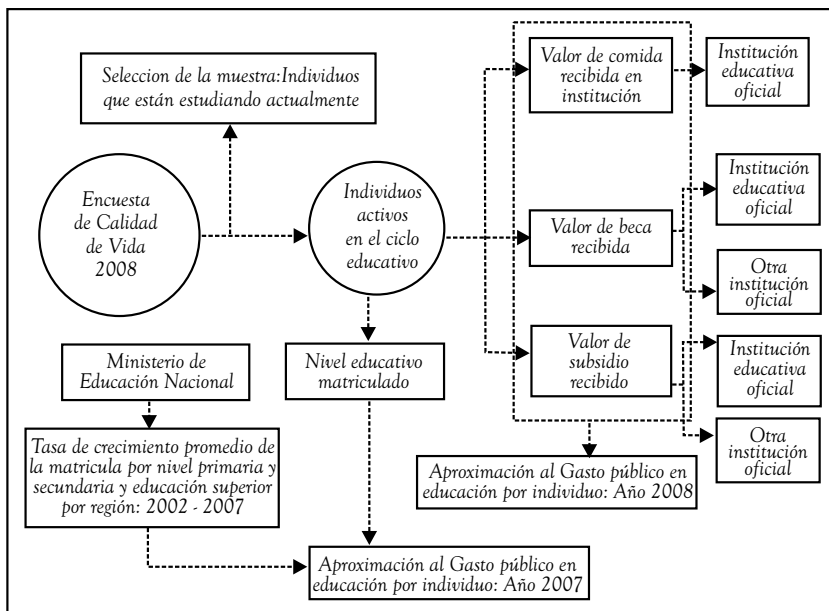 Seleccion de la muestra:Individuos
que están estudiando actualmente
Encuesta
de Calidad
de Vida
2008
Individuos
activos
en el ciclo
educativo
Valor de comida
recibida en
institución
Institución
educativa
oficial
Valor de beca
recibida
Institución
educativa
oficial
Otra
institución
oficial
Valor de
subsidio
recibido
Institución
educativa
oficial
Otra
institución
oficial
Ministerio de
Educación Nacional
Nivel educativo
matriculado
Tasa de crecimiento promedio de
la matricula por nivel primaria y
secundaria y educación superior
por región: 2002 - 2007
Aproximación al Gasto público en
educación por individuo: Año 2008
Aproximación al Gasto público en
educación por individuo: Año 2007